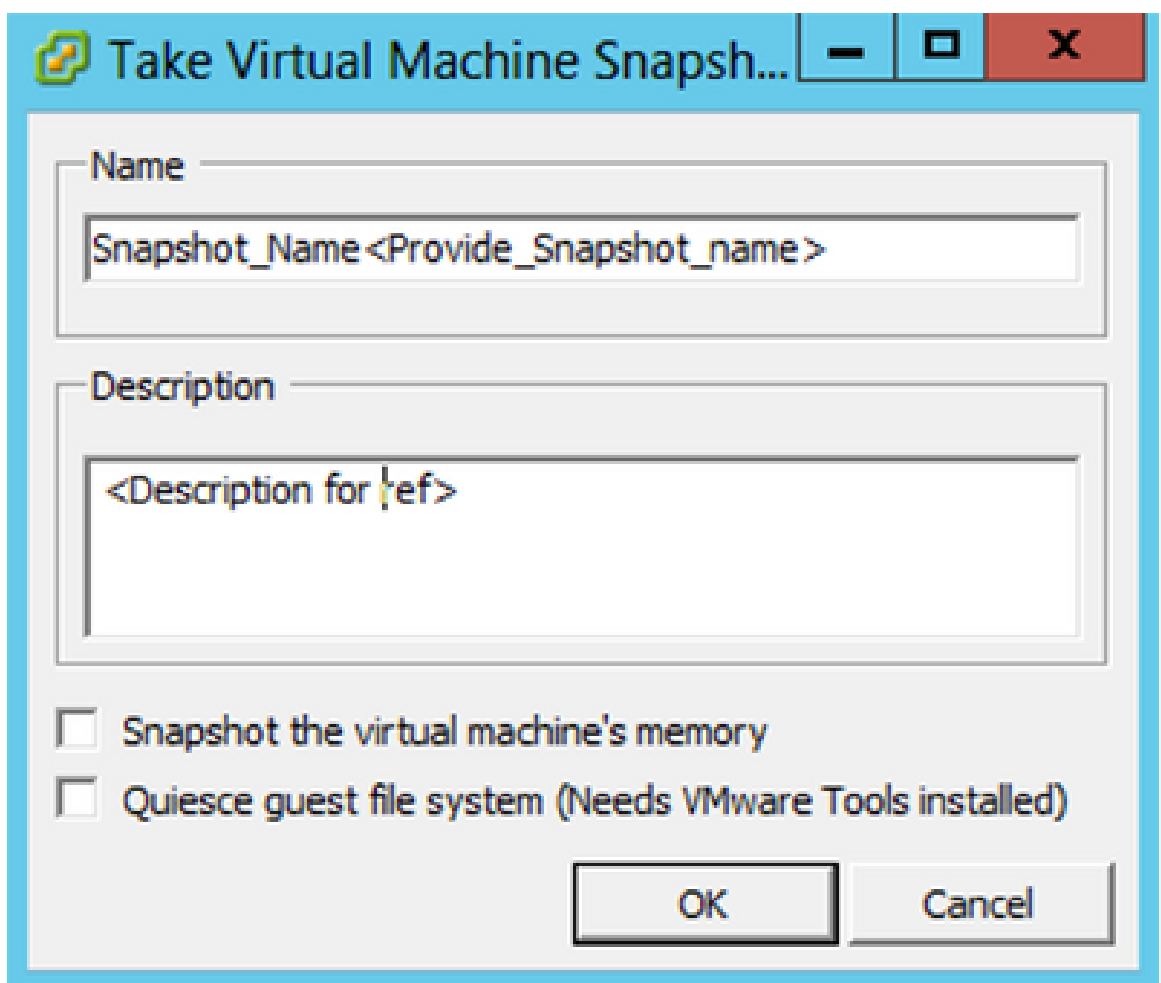 Take Virtual Machine Snapsh...
Name
Snapshot_Name<Provide_Snapshot_name>
Description
<Description for ref>
Snapshot the virtual machine's memory
Quiesce guest file system (Needs VMware Tools installed)
OK
Cancel